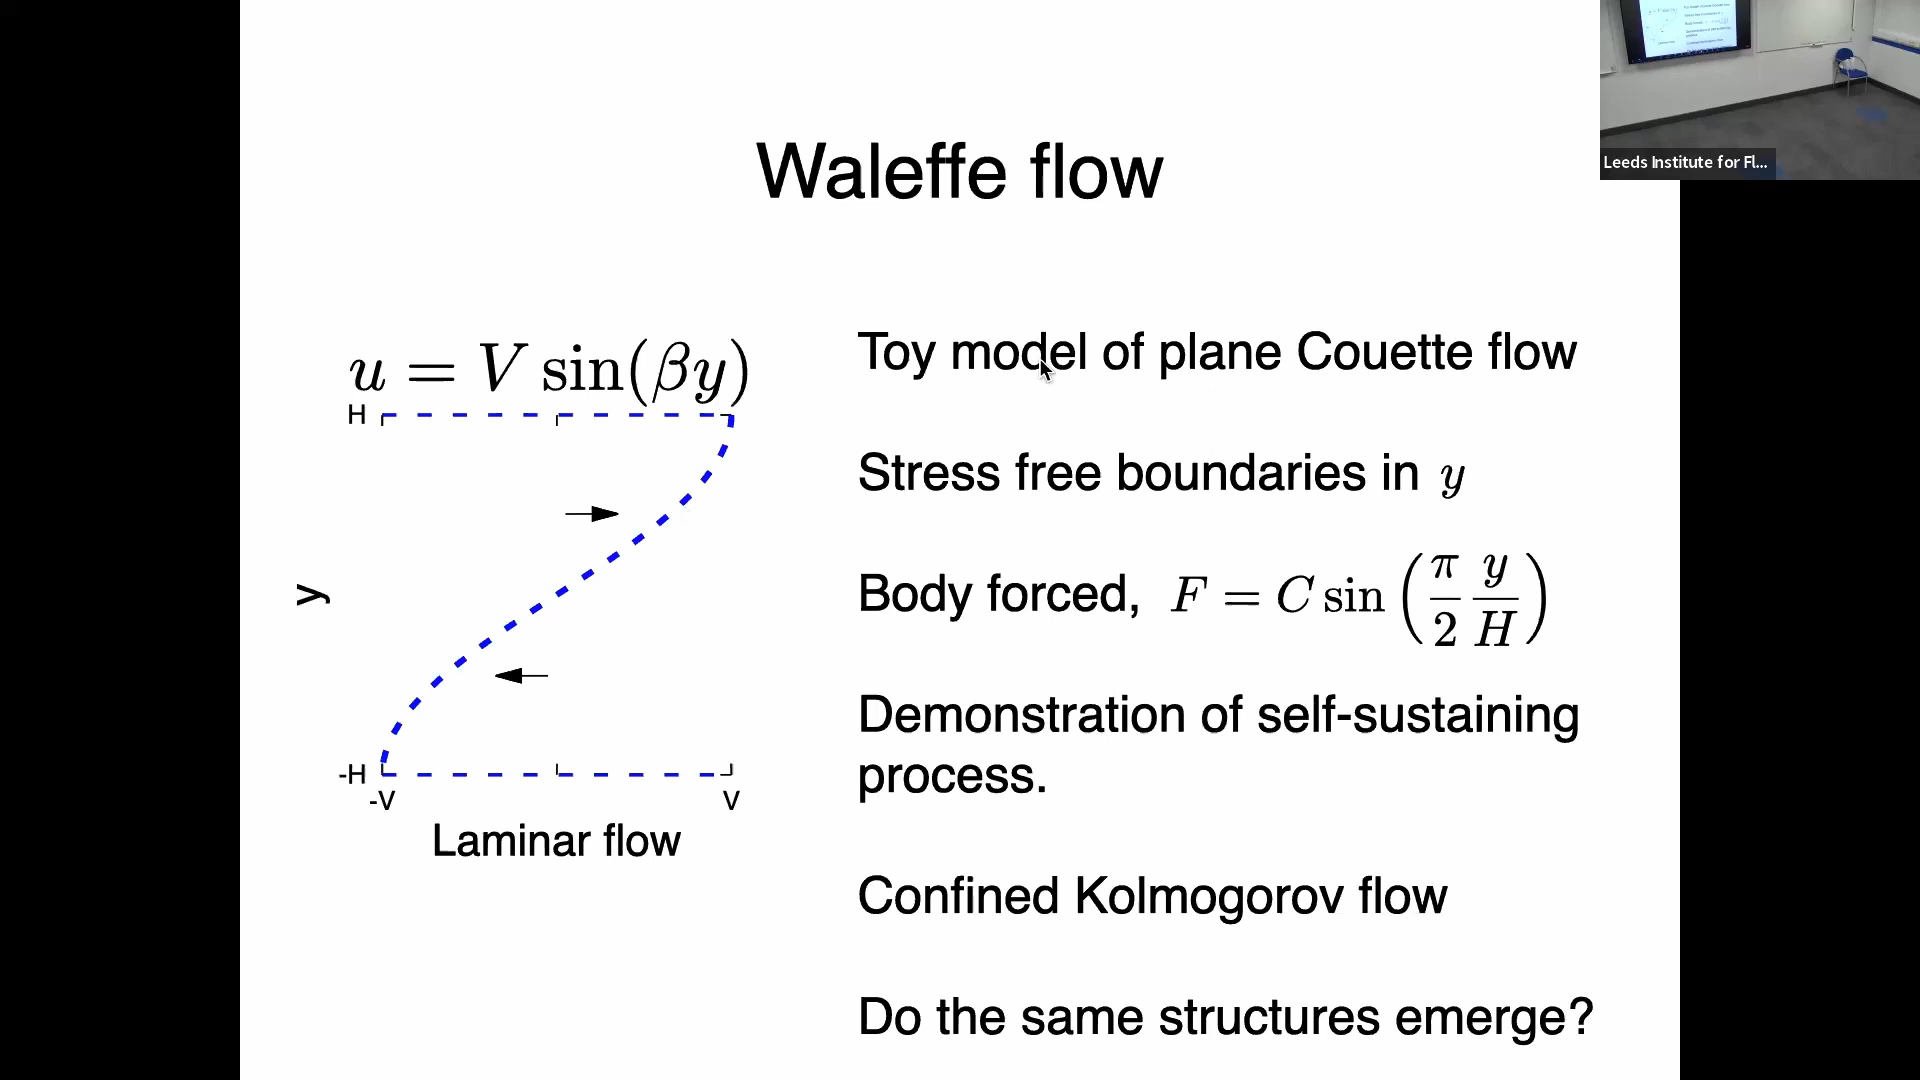 Waleffe flow
u = V sin(βy)
H
y
-H
-V
V
Laminar flow
Toy model of plane Couette flow
Stress free boundaries in y
Body forced, F = C sin(π/2 y/H)
Demonstration of self-sustaining
process.
Confined Kolmogorov flow
Do the same structures emerge?
Leeds Institute for Fl...